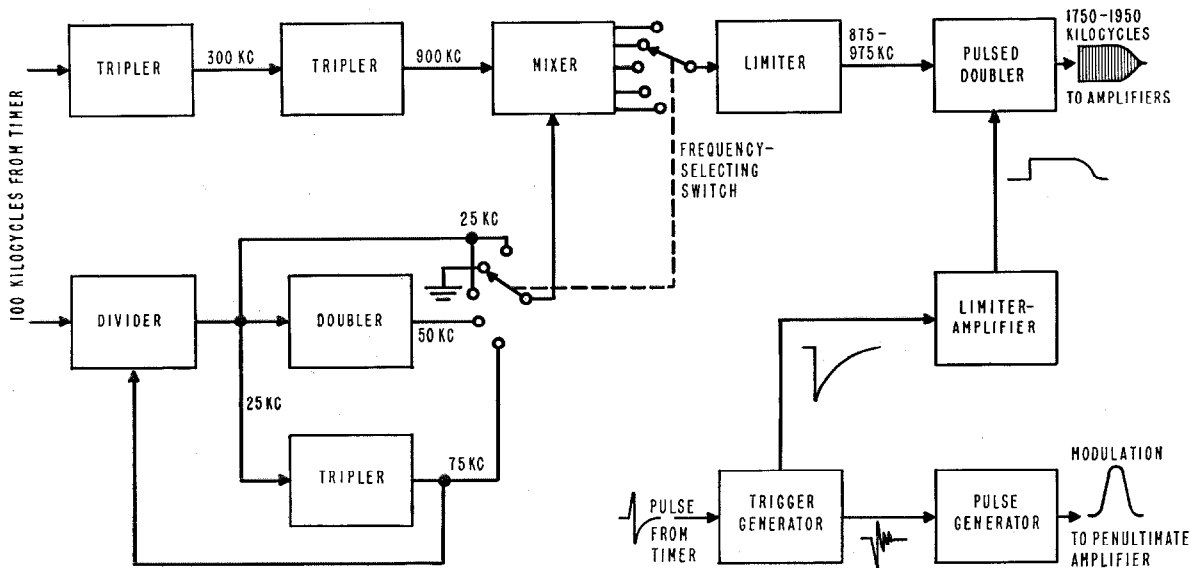 100 KILOCYCLES FROM TIMER
TRIPLER
300 KC
TRIPLER
900 KC
MIXER
LIMITER
875-
975 KC
PULSED
DOUBLER
1750-1950
KILOCYCLES
TO AMPLIFIERS
FREQUENCY-
SELECTING
SWITCH
25 KC
DIVIDER
DOUBLER
50 KC
25 KC
TRIPLER
75 KC
LIMITER-
AMPLIFIER
PULSE
FROM
TIMER
TRIGGER
GENERATOR
PULSE
GENERATOR
MODULATION
TO PENULTIMATE
AMPLIFIER